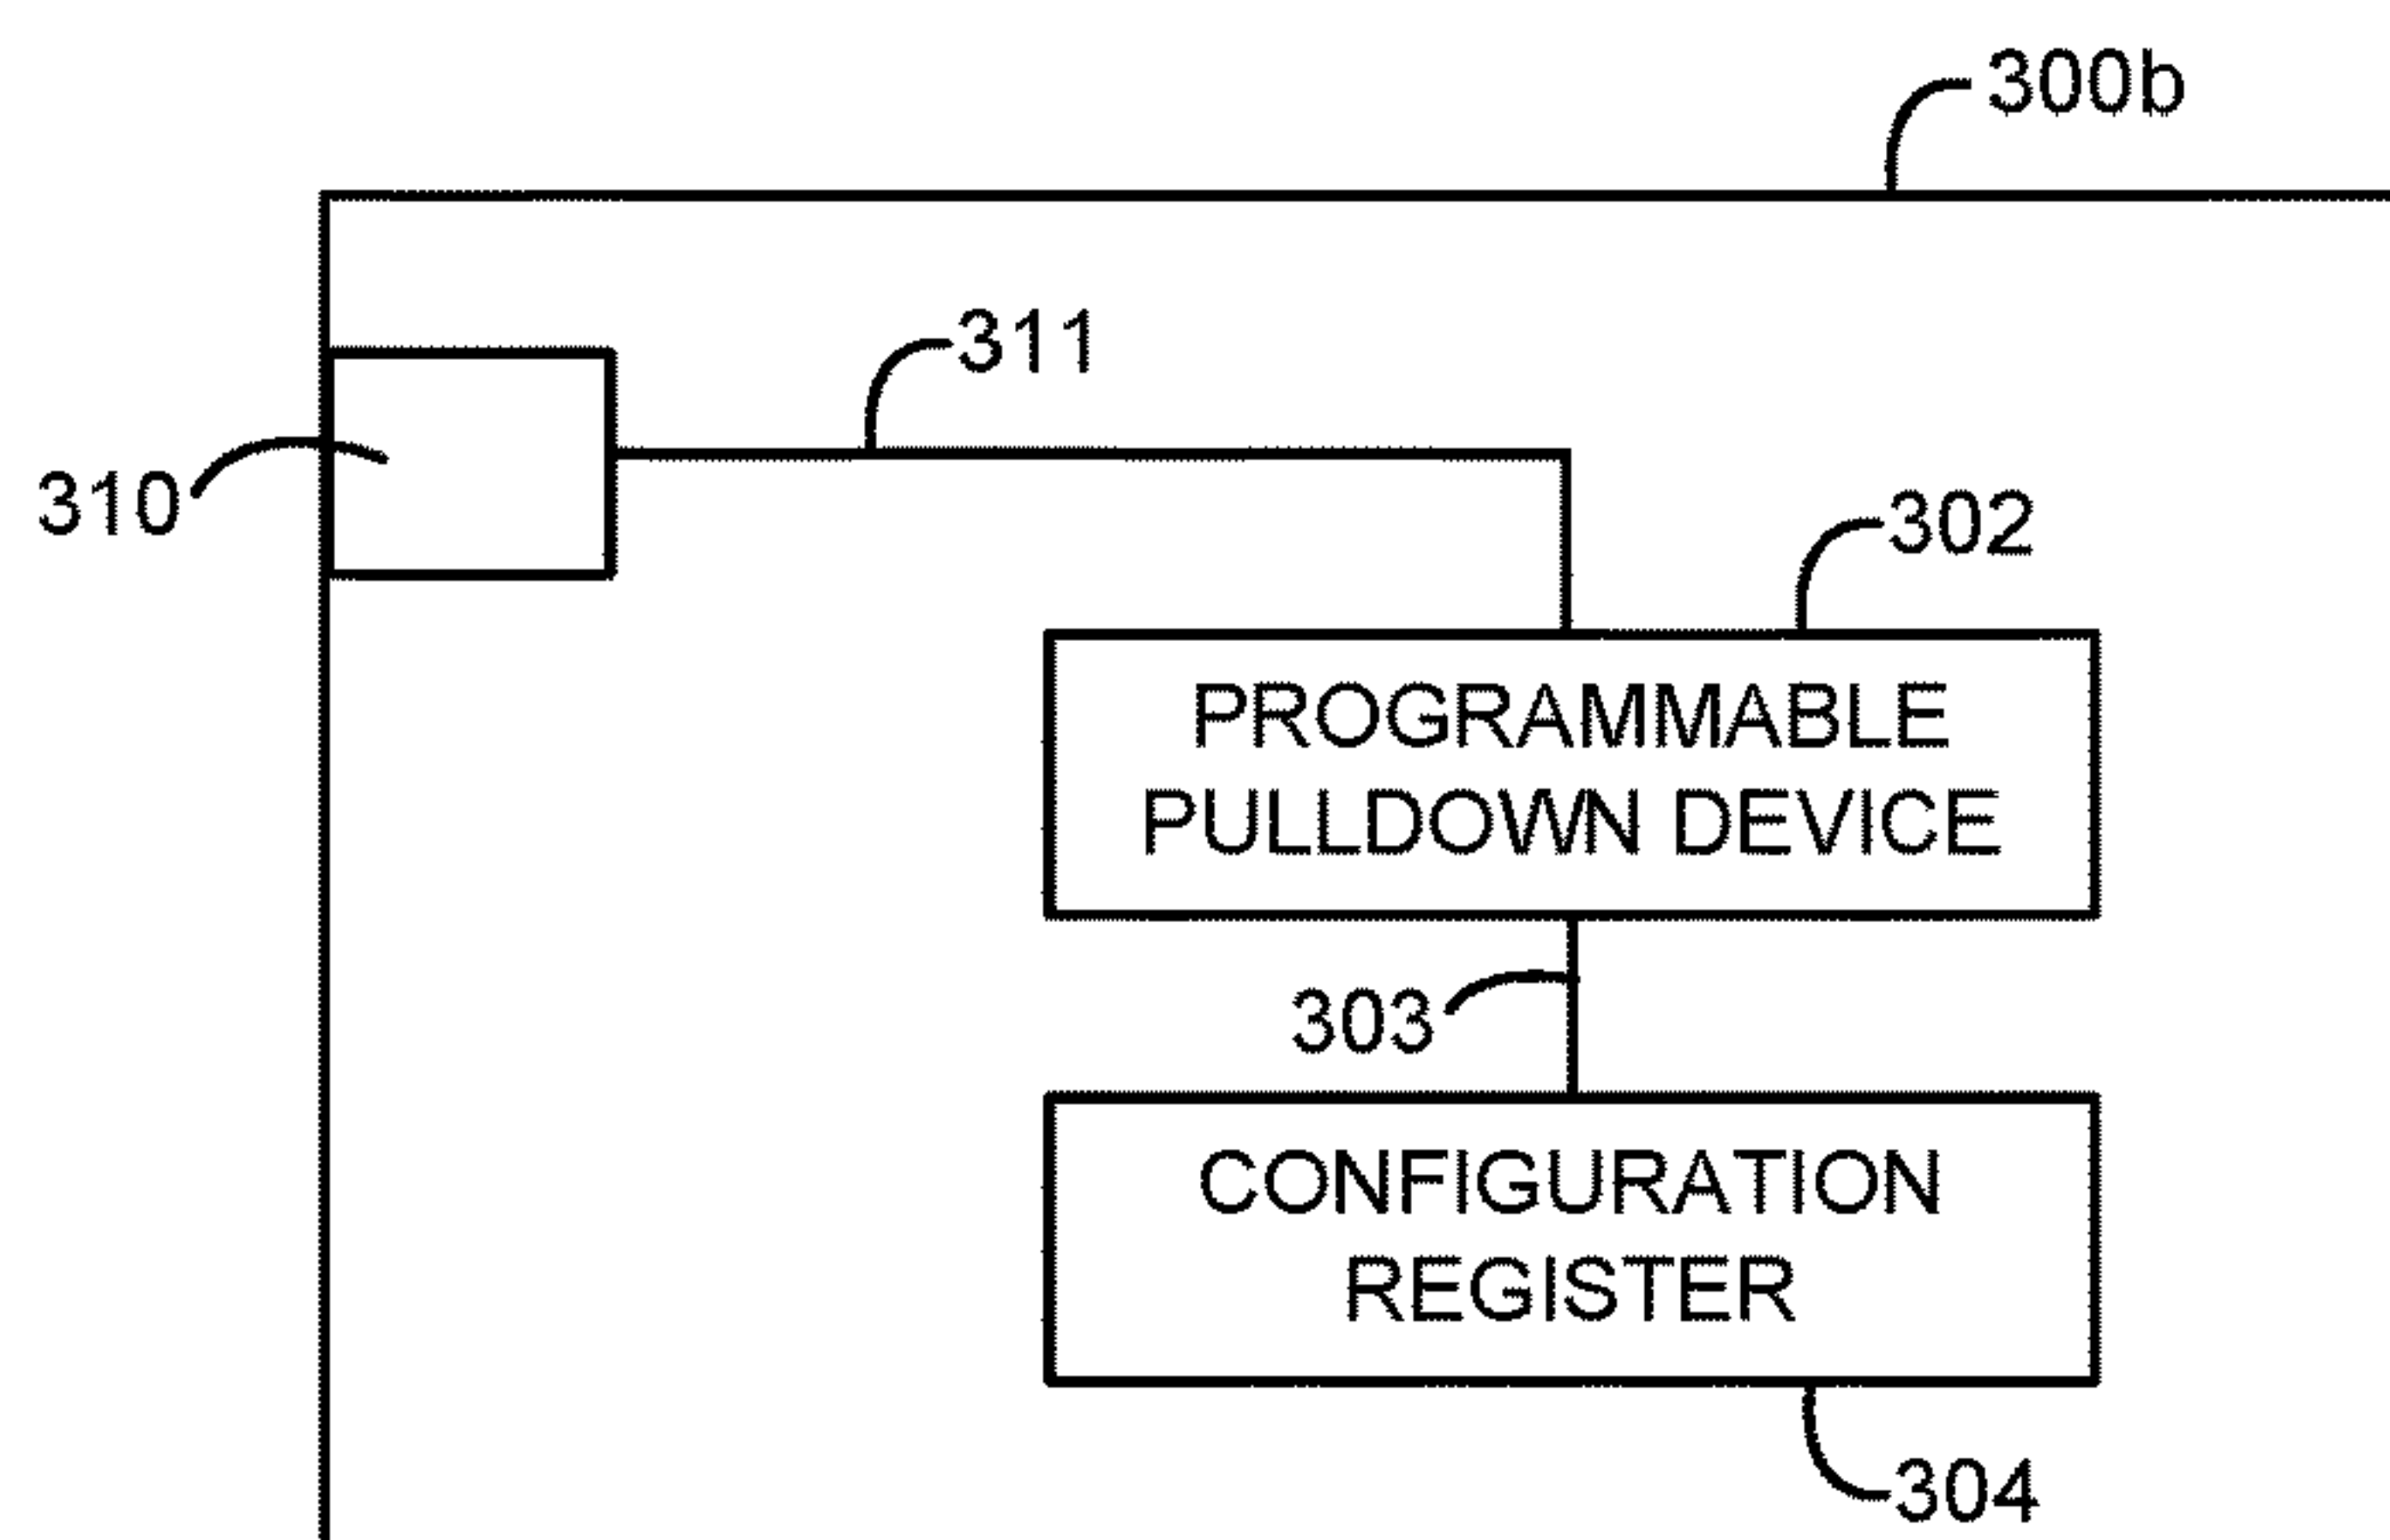 300b
311
310
302
PROGRAMMABLE
PULLDOWN DEVICE
303
CONFIGURATION
REGISTER
304